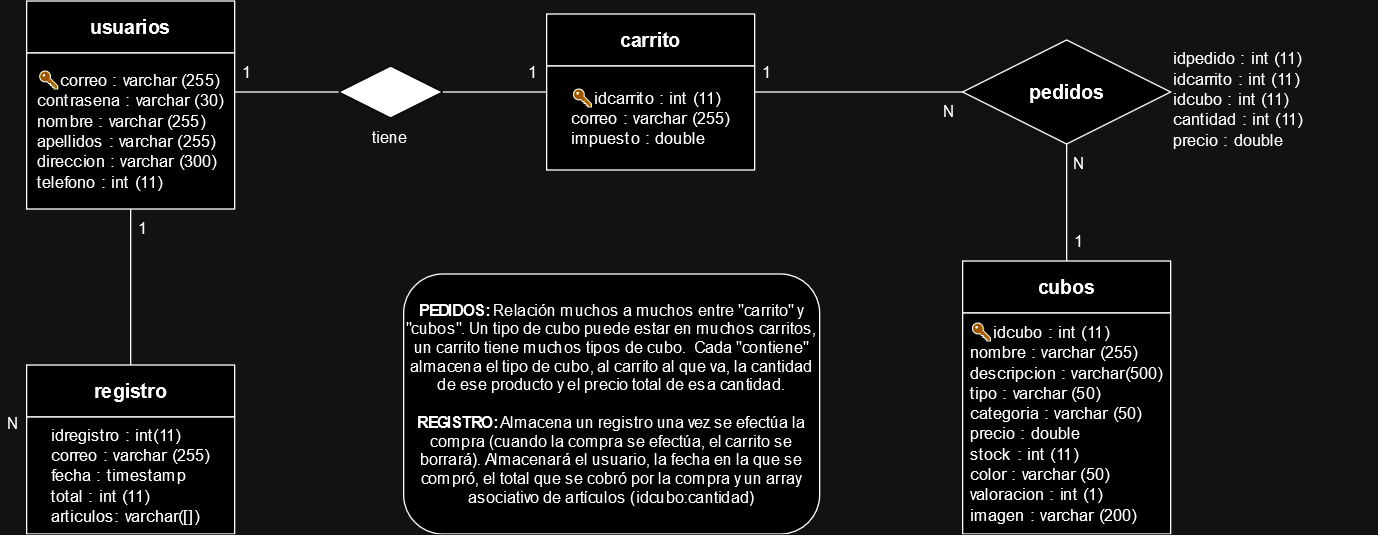 usuarios
correo : varchar (255)
contrasena : varchar (30)
nombre : varchar (255)
apellidos : varchar (255)
direccion : varchar (300)
telefono : int (11)
1
tiene
1
carrito
idcarrito : int (11)
correo : varchar (255)
impuesto : double
1
N
pedidos
idpedido : int (11)
idcarrito : int (11)
idcubo : int (11)
cantidad : int (11)
precio : double
N
1
cubos
idcubo : int (11)
nombre : varchar (255)
descripcion : varchar(500)
tipo : varchar (50)
categoria : varchar (50)
precio : double
stock : int (11)
color : varchar (50)
valoracion : int (1)
imagen : varchar (200)
1
N
registro
idregistro : int(11)
correo : varchar (255)
fecha : timestamp
total : int (11)
articulos: varchar([])
PEDIDOS: Relación muchos a muchos entre "carrito" y
"cubos". Un tipo de cubo puede estar en muchos carritos,
un carrito tiene muchos tipos de cubo. Cada "contiene"
almacena el tipo de cubo, al carrito al que va, la cantidad
de ese producto y el precio total de esa cantidad.
REGISTRO: Almacena un registro una vez se efectúa la
compra (cuando la compra se efectúa, el carrito se
borrará). Almacenará el usuario, la fecha en la que se
compró, el total que se cobró por la compra y un array
asociativo de artículos (idcubo:cantidad)